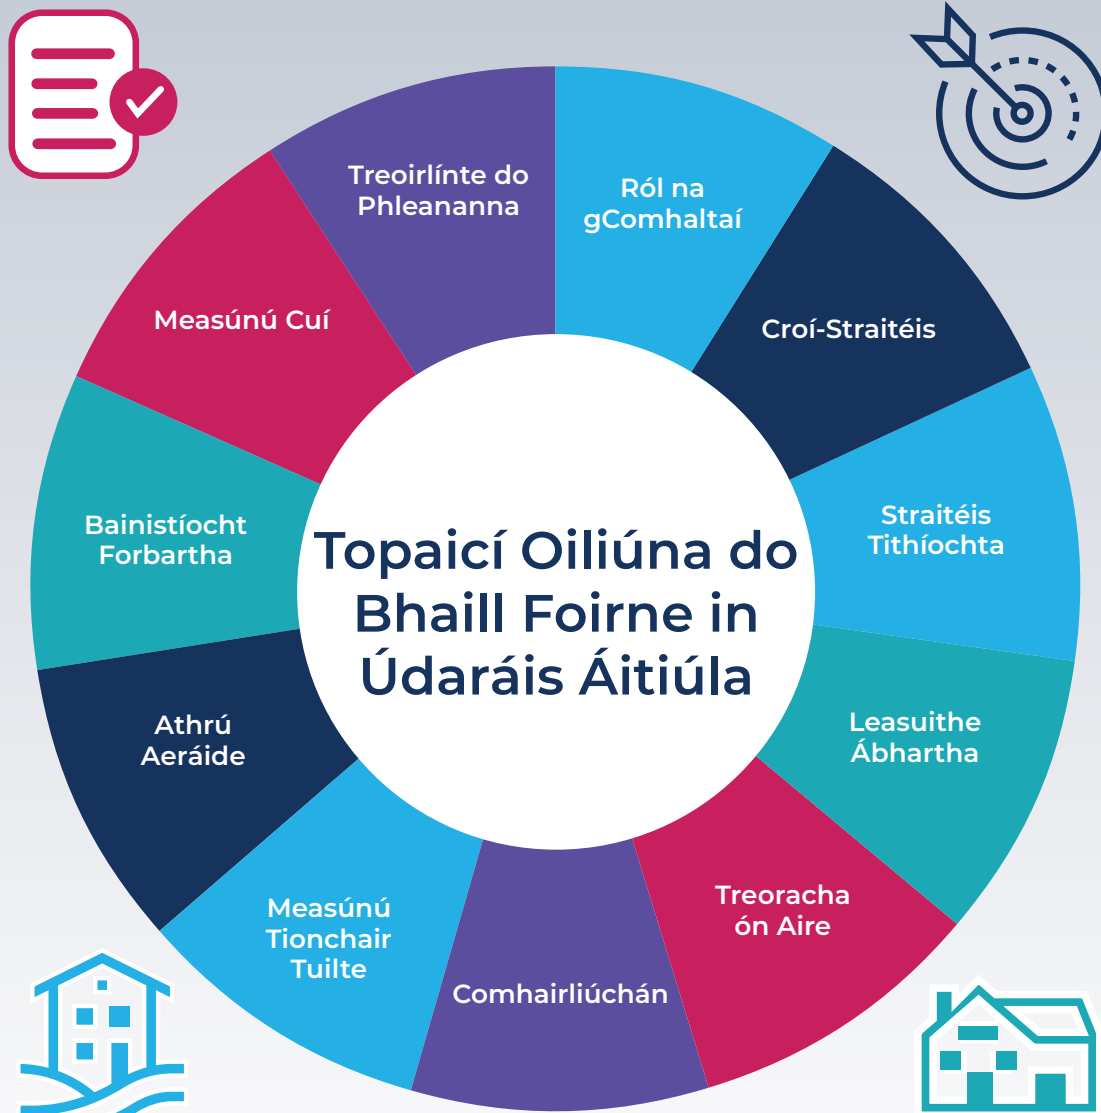 Treoirlínte do
Phleananna
Ról na
gComhaltaí
Croí-Straitéis
Straitéis
Tithíochta
Leasuithe
Ábhartha
Treoracha
ón Aire
Comhairliúchán
Measúnú
Tionchair
Tuilte
Athrú
Aeráide
Bainistíocht
Forbartha
Measúnú Cuí
Topaicí Oiliúna do
Bhaill Foirne in
Údaráis Áitiúla